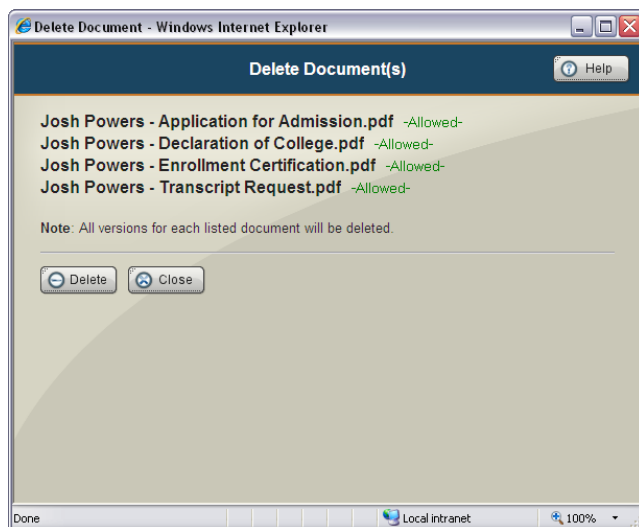 Delete Document - Windows Internet Explorer
Delete Document(s)
Help
Josh Powers - Application for Admission.pdf -Allowed-
Josh Powers - Declaration of College.pdf -Allowed-
Josh Powers - Enrollment Certification.pdf -Allowed-
Josh Powers - Transcript Request.pdf -Allowed-
Note: All versions for each listed document will be deleted.
Delete
Close
Done
Local intranet
100%